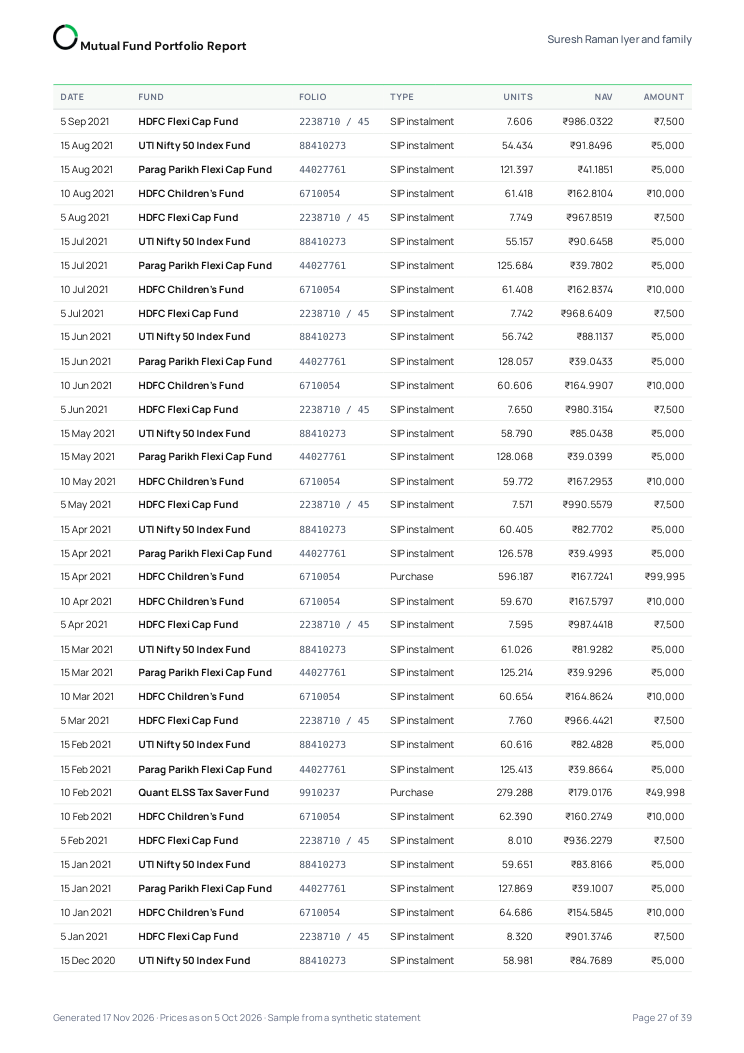 Mutual Fund Portfolio Report
Suresh Raman Iyer and family
DATE FUND FOLIO TYPE UNITS NAV AMOUNT
5 Sep 2021 HDFC Flexi Cap Fund 2238710 / 45 SIP instalment 7.606 ₹986.0322 ₹7,500
15 Aug 2021 UTI Nifty 50 Index Fund 88410273 SIP instalment 54.434 ₹91.8496 ₹5,000
15 Aug 2021 Parag Parikh Flexi Cap Fund 44027761 SIP instalment 121.397 ₹41.1851 ₹5,000
10 Aug 2021 HDFC Children's Fund 6710054 SIP instalment 61.418 ₹162.8104 ₹10,000
5 Aug 2021 HDFC Flexi Cap Fund 2238710 / 45 SIP instalment 7.749 ₹967.8519 ₹7,500
15 Jul 2021 UTI Nifty 50 Index Fund 88410273 SIP instalment 55.157 ₹90.6458 ₹5,000
15 Jul 2021 Parag Parikh Flexi Cap Fund 44027761 SIP instalment 125.684 ₹39.7802 ₹5,000
10 Jul 2021 HDFC Children's Fund 6710054 SIP instalment 61.408 ₹162.8374 ₹10,000
5 Jul 2021 HDFC Flexi Cap Fund 2238710 / 45 SIP instalment 7.742 ₹968.6409 ₹7,500
15 Jun 2021 UTI Nifty 50 Index Fund 88410273 SIP instalment 56.742 ₹88.1137 ₹5,000
15 Jun 2021 Parag Parikh Flexi Cap Fund 44027761 SIP instalment 128.057 ₹39.0433 ₹5,000
10 Jun 2021 HDFC Children's Fund 6710054 SIP instalment 60.606 ₹164.9907 ₹10,000
5 Jun 2021 HDFC Flexi Cap Fund 2238710 / 45 SIP instalment 7.650 ₹980.3154 ₹7,500
15 May 2021 UTI Nifty 50 Index Fund 88410273 SIP instalment 58.790 ₹85.0438 ₹5,000
15 May 2021 Parag Parikh Flexi Cap Fund 44027761 SIP instalment 128.068 ₹39.0399 ₹5,000
10 May 2021 HDFC Children's Fund 6710054 SIP instalment 59.772 ₹167.2953 ₹10,000
5 May 2021 HDFC Flexi Cap Fund 2238710 / 45 SIP instalment 7.571 ₹990.5579 ₹7,500
15 Apr 2021 UTI Nifty 50 Index Fund 88410273 SIP instalment 60.405 ₹82.7702 ₹5,000
15 Apr 2021 Parag Parikh Flexi Cap Fund 44027761 SIP instalment 126.578 ₹39.4993 ₹5,000
15 Apr 2021 HDFC Children's Fund 6710054 Purchase 596.187 ₹167.7241 ₹99,995
10 Apr 2021 HDFC Children's Fund 6710054 SIP instalment 59.670 ₹167.5797 ₹10,000
5 Apr 2021 HDFC Flexi Cap Fund 2238710 / 45 SIP instalment 7.595 ₹987.4418 ₹7,500
15 Mar 2021 UTI Nifty 50 Index Fund 88410273 SIP instalment 61.026 ₹81.9282 ₹5,000
15 Mar 2021 Parag Parikh Flexi Cap Fund 44027761 SIP instalment 125.214 ₹39.9296 ₹5,000
10 Mar 2021 HDFC Children's Fund 6710054 SIP instalment 60.654 ₹164.8624 ₹10,000
5 Mar 2021 HDFC Flexi Cap Fund 2238710 / 45 SIP instalment 7.760 ₹966.4421 ₹7,500
15 Feb 2021 UTI Nifty 50 Index Fund 88410273 SIP instalment 60.616 ₹82.4828 ₹5,000
15 Feb 2021 Parag Parikh Flexi Cap Fund 44027761 SIP instalment 125.413 ₹39.8664 ₹5,000
10 Feb 2021 Quant ELSS Tax Saver Fund 9910237 Purchase 279.288 ₹179.0176 ₹49,998
10 Feb 2021 HDFC Children's Fund 6710054 SIP instalment 62.390 ₹160.2749 ₹10,000
5 Feb 2021 HDFC Flexi Cap Fund 2238710 / 45 SIP instalment 8.010 ₹936.2279 ₹7,500
15 Jan 2021 UTI Nifty 50 Index Fund 88410273 SIP instalment 59.651 ₹83.8166 ₹5,000
15 Jan 2021 Parag Parikh Flexi Cap Fund 44027761 SIP instalment 127.869 ₹39.1007 ₹5,000
10 Jan 2021 HDFC Children's Fund 6710054 SIP instalment 64.686 ₹154.5845 ₹10,000
5 Jan 2021 HDFC Flexi Cap Fund 2238710 / 45 SIP instalment 8.320 ₹901.3746 ₹7,500
15 Dec 2020 UTI Nifty 50 Index Fund 88410273 SIP instalment 58.981 ₹84.7689 ₹5,000
Generated 17 Nov 2026 · Prices as on 5 Oct 2026 · Sample from a synthetic statement
Page 27 of 39